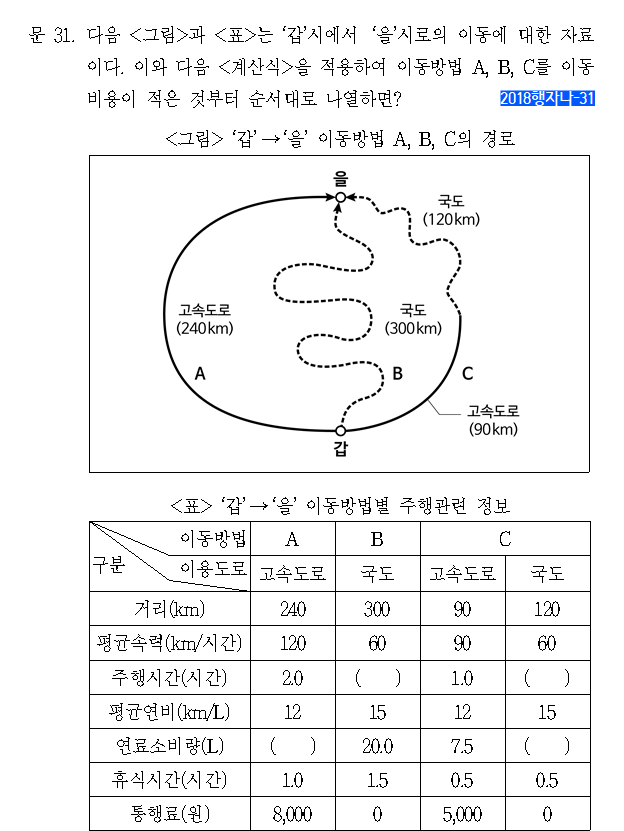 문 31. 다음 <그림>과 <표>는 ‘갑’시에서 ‘을’시로의 이동에 대한 자료
이다. 이와 다음 <계산식>을 적용하여 이동방법 A, B, C를 이동
비용이 적은 것부터 순서대로 나열하면? 2018행자나-31
<그림> ‘갑’→‘을’ 이동방법 A, B, C의 경로
을
국도
(120km)
고속도로
(240km)
국도
(300km)
A
B
C
고속도로
(90km)
갑
<표> ‘갑’→‘을’ 이동방법별 주행관련 정보
이동방법 A B C
구분 이용도로 고속도로 국도 고속도로 국도
거리(km) 240 300 90 120
평균속력(km/시간) 120 60 90 60
주행시간(시간) 2.0 ( ) 1.0 ( )
평균연비(km/L) 12 15 12 15
연료소비량(L) ( ) 20.0 7.5 ( )
휴식시간(시간) 1.0 1.5 0.5 0.5
통행료(원) 8,000 0 5,000 0